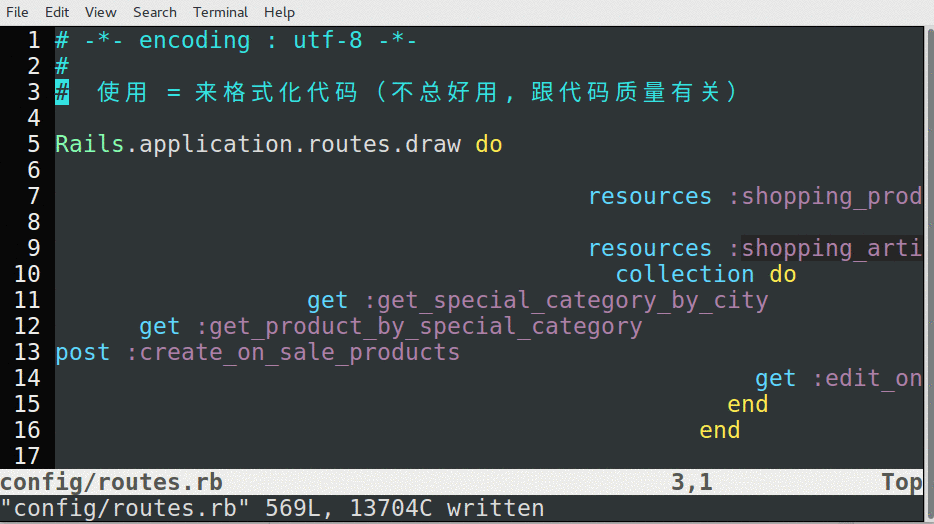 File Edit View Search Terminal Help
1 # -*- encoding : utf-8 -*-
2 #
3 # 使用 = 来格式化代码（不总好用, 跟代码质量有关）
4
5 Rails.application.routes.draw do
6
7 resources :shopping_prod
8
9 resources :shopping_arti
10 collection do
11 get :get_special_category_by_city
12 get :get_product_by_special_category
13 post :create_on_sale_products
14 get :edit_on
15 end
16 end
17
config/routes.rb 3,1 Top
"config/routes.rb" 569L, 13704C written